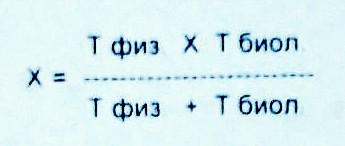 Т физ X Т биол
X =
Т физ + Т биол